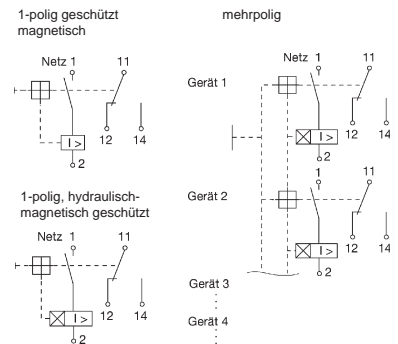 1-polig geschützt
magnetisch
Netz 1
11
I >
12
14
2
1-polig, hydraulisch-
magnetisch geschützt
Netz 1
11
I >
12
14
2
mehrpolig
Gerät 1
Netz 1
11
I >
12
14
2
Gerät 2
1
11
I >
12
14
2
Gerät 3
Gerät 4